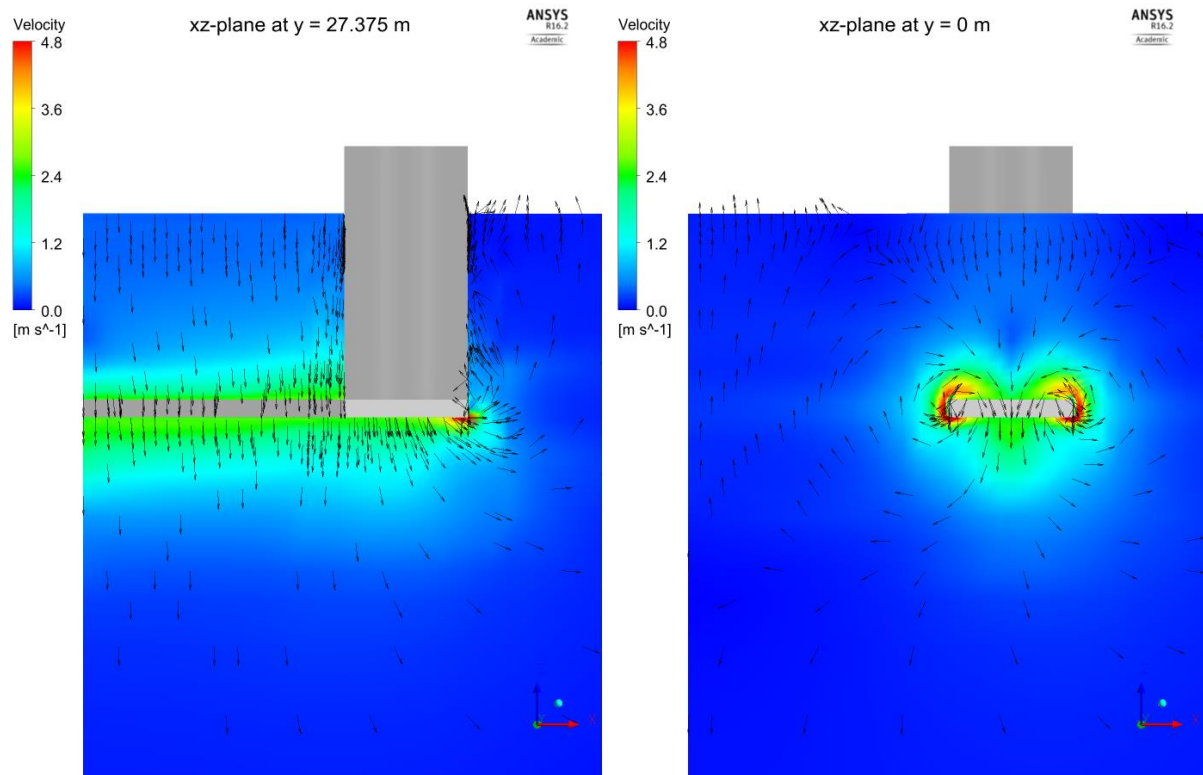 Velocity
4.8
3.6
2.4
1.2
0.0
[m s^-1]
xz-plane at y = 27.375 m
ANSYS
R16.2
Academic
X
Velocity
4.8
3.6
2.4
1.2
0.0
[m s^-1]
xz-plane at y = 0 m
ANSYS
R16.2
Academic
X